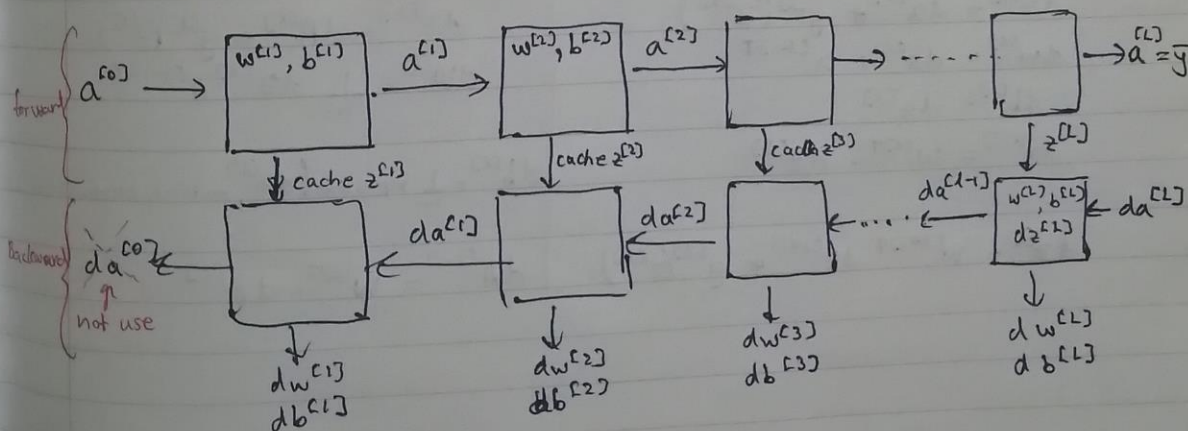 forward
a[0] → w[1], b[1] a[1] → w[2], b[2] a[2] → → ..... → a[L] = y̅
cache z[1] cache z[2] cache z[3] z[L]
Backward
da[0] ← da[1] ← da[2] ← ← .... ← da[l-1] w[L], b[L], dz[L] ← da[L]
not use
dw[1] dw[2] dw[3] dw[L]
db[1] db[2] db[3] db[L]